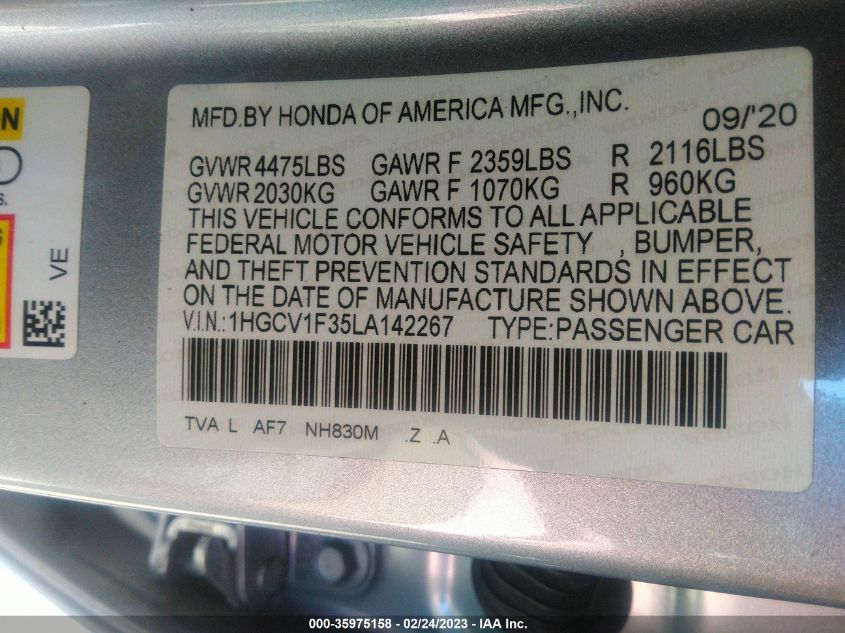 MFD.BY HONDA OF AMERICA MFG.,INC. 09/'20
GVWR 4475LBS GAWR F 2359LBS R 2116LBS
GVWR 2030KG GAWR F 1070KG R 960KG
THIS VEHICLE CONFORMS TO ALL APPLICABLE
FEDERAL MOTOR VEHICLE SAFETY , BUMPER,
AND THEFT PREVENTION STANDARDS IN EFFECT
ON THE DATE OF MANUFACTURE SHOWN ABOVE.
V.I.N.:1HGCV1F35LA142267 TYPE:PASSENGER CAR
TVA L AF7 NH830M .Z .A
VE
000-35975158 - 02/24/2023 - IAA Inc.